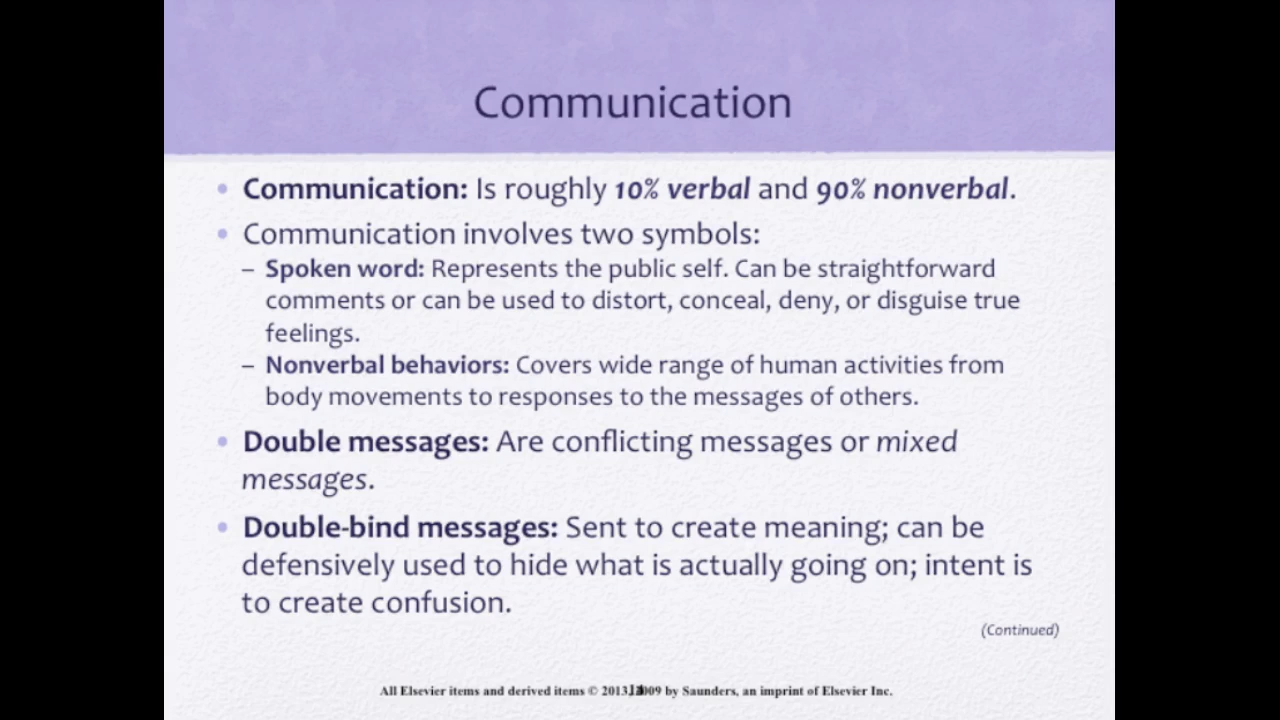 Communication
• Communication: Is roughly 10% verbal and 90% nonverbal.
• Communication involves two symbols:
– Spoken word: Represents the public self. Can be straightforward
comments or can be used to distort, conceal, deny, or disguise true
feelings.
– Nonverbal behaviors: Covers wide range of human activities from
body movements to responses to the messages of others.
• Double messages: Are conflicting messages or mixed
messages.
• Double-bind messages: Sent to create meaning; can be
defensively used to hide what is actually going on; intent is
to create confusion.
(Continued)
All Elsevier items and derived items © 2013, 2009 by Saunders, an imprint of Elsevier Inc.